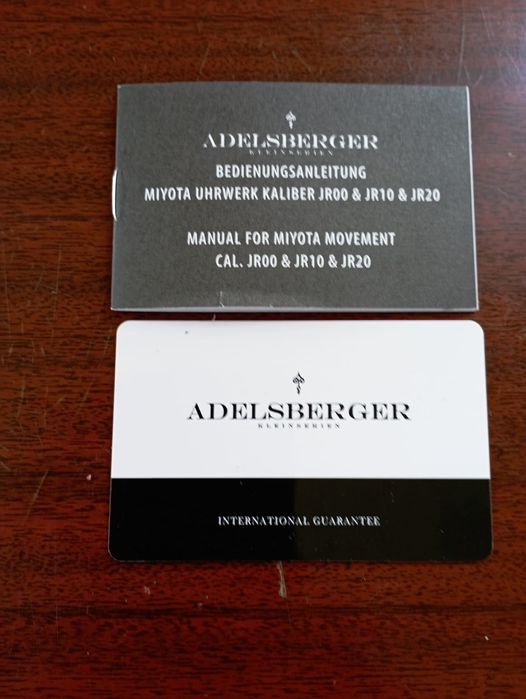 ADELSBERGER
KLEINSERIEN
BEDIENUNGSANLEITUNG
MIYOTA UHRWERK KALIBER JR00 & JR10 & JR20
MANUAL FOR MIYOTA MOVEMENT
CAL. JR00 & JR10 & JR20
ADELSBERGER
KLEINSERIEN
INTERNATIONAL GUARANTEE